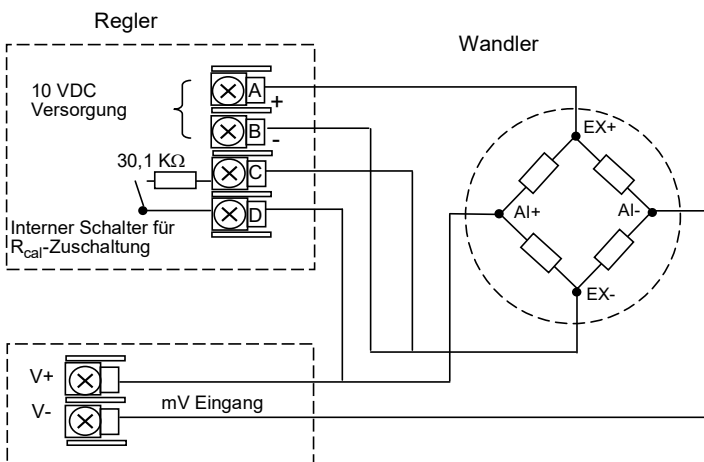 Regler
Wandler
10 VDC
Versorgung
A
+
B
-
30,1 KΩ
C
D
Interner Schalter für
Rcal-Zuschaltung
EX+
AI+
AI-
EX-
V+
V-
mV Eingang